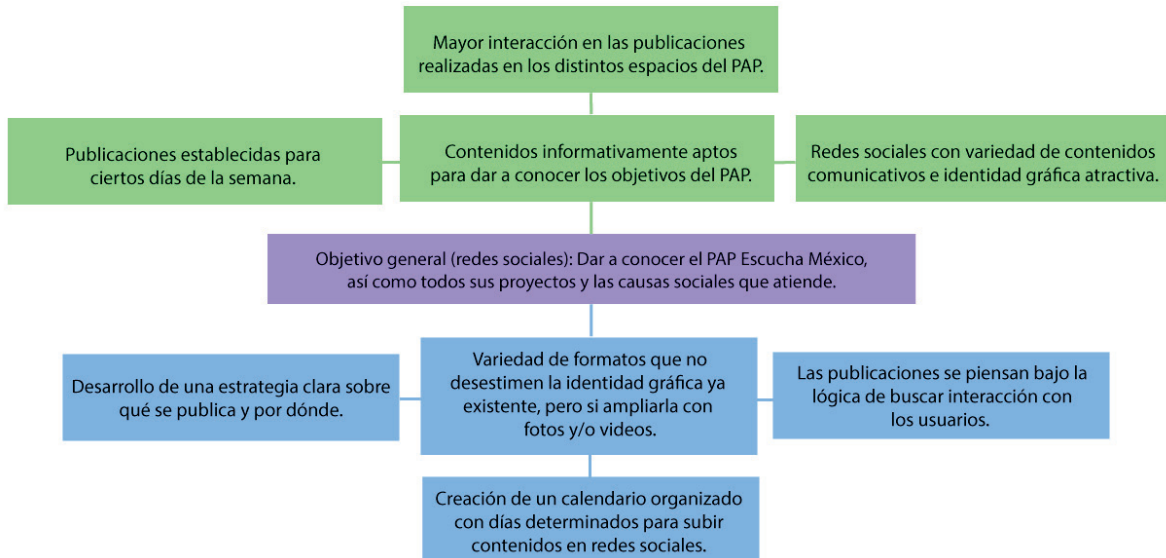 Mayor interacción en las publicaciones
realizadas en los distintos espacios del PAP.
Publicaciones establecidas para
ciertos días de la semana.
Contenidos informativamente aptos
para dar a conocer los objetivos del PAP.
Redes sociales con variedad de contenidos
comunicativos e identidad gráfica atractiva.
Objetivo general (redes sociales): Dar a conocer el PAP Escucha México,
así como todos sus proyectos y las causas sociales que atiende.
Desarrollo de una estrategia clara sobre
qué se publica y por dónde.
Variedad de formatos que no
desestimen la identidad gráfica ya
existente, pero si ampliarla con
fotos y/o videos.
Las publicaciones se piensan bajo la
lógica de buscar interacción con
los usuarios.
Creación de un calendario organizado
con días determinados para subir
contenidos en redes sociales.